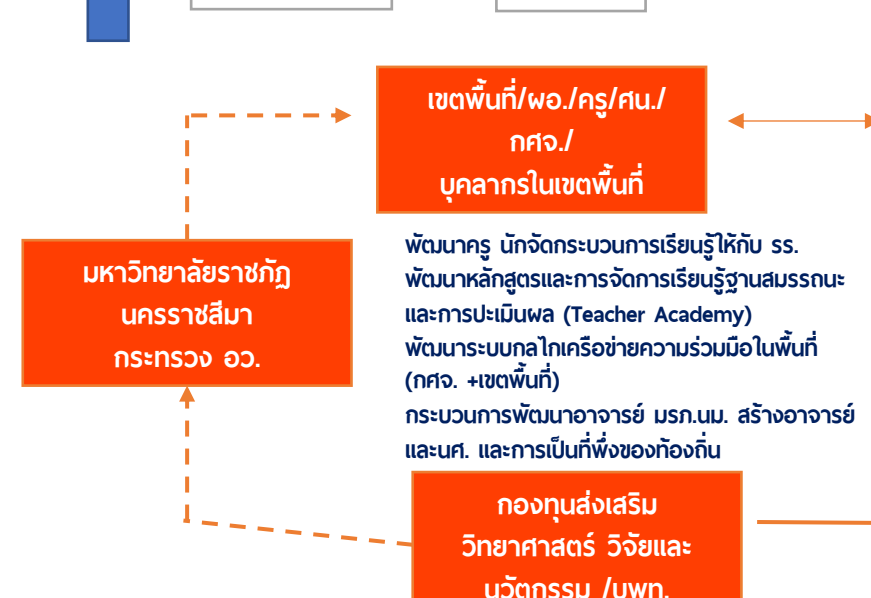 เขตพื้นที่/ผอ./ครู/ศน./
กศจ./
บุคลากรในเขตพื้นที่
มหาวิทยาลัยราชภัฏ
นครราชสีมา
กระทรวง อว.
พัฒนาครู นักจัดกระบวนการเรียนรู้ให้กับ รร.
พัฒนาหลักสูตรและการจัดการเรียนรู้ฐานสมรรถนะ
และการประเมินผล (Teacher Academy)
พัฒนาระบบกลไกเครือข่ายความร่วมมือในพื้นที่
(กศจ. +เขตพื้นที่)
กระบวนการพัฒนาอาจารย์ มรภ.นม. สร้างอาจารย์
และนศ. และการเป็นที่พึ่งของท้องถิ่น
กองทุนส่งเสริม
วิทยาศาสตร์ วิจัยและ
นวัตกรรม /บพท.